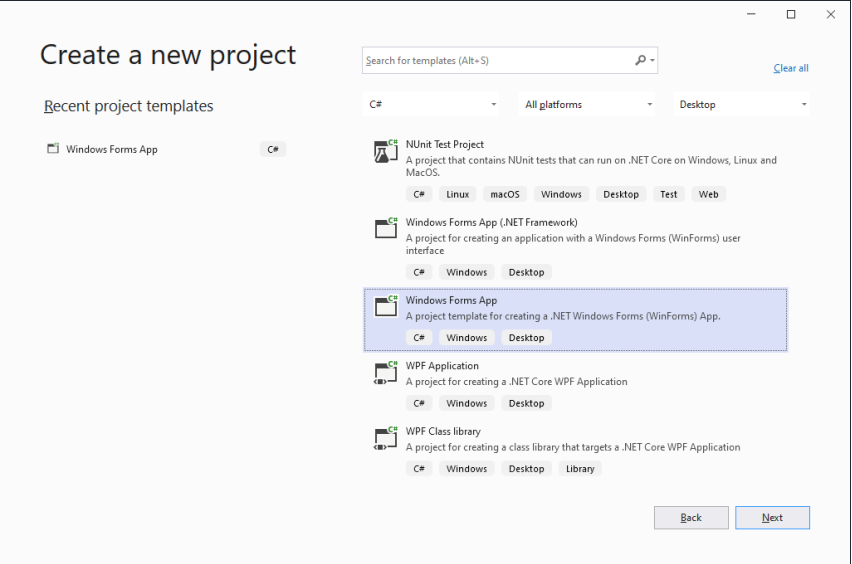 Create a new project
Search for templates (Alt+S)
Clear all
Recent project templates
C#
All platforms
Desktop
Windows Forms App
C#
C#
NUnit Test Project
A project that contains NUnit tests that can run on .NET Core on Windows, Linux and
MacOS.
C# Linux macOS Windows Desktop Test Web
C#
Windows Forms App (.NET Framework)
A project for creating an application with a Windows Forms (WinForms) user
interface
C# Windows Desktop
C#
Windows Forms App
A project template for creating a .NET Windows Forms (WinForms) App.
C# Windows Desktop
C#
WPF Application
A project for creating a .NET Core WPF Application
C# Windows Desktop
C#
WPF Class library
A project for creating a class library that targets a .NET Core WPF Application
C# Windows Desktop Library
Back
Next